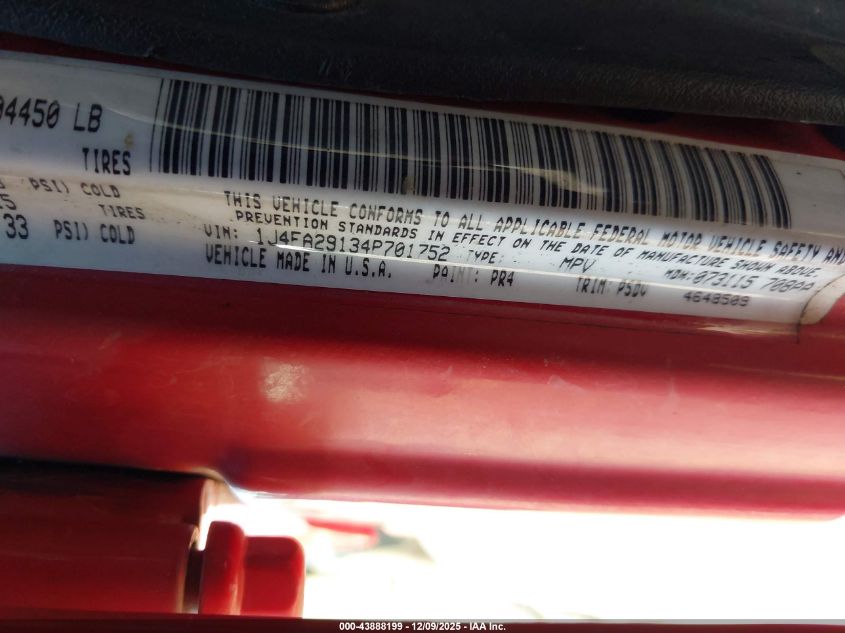 04450 LB
TIRES
PSI) COLD
TIRES
33 PSI) COLD
THIS VEHICLE CONFORMS TO ALL APPLICABLE FEDERAL MOTOR VEHICLE SAFETY AND
PREVENTION STANDARDS IN EFFECT ON THE DATE OF MANUFACTURE SHOWN ABOVE.
VIN: 1J4FA29134P701752 TYPE: MPV MDH: 073115 708AA
VEHICLE MADE IN U.S.A. PAINT: PR4 TRIM: PSDV 4648509
000-43888199 - 12/09/2025 - IAA Inc.